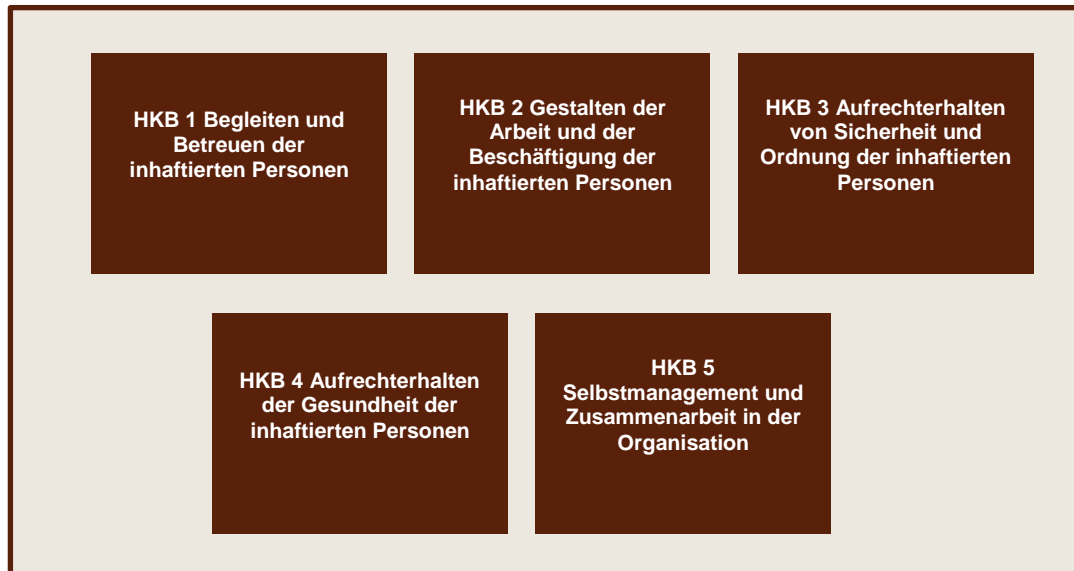 HKB 1 Begleiten und
Betreuen der
inhaftierten Personen
HKB 2 Gestalten der
Arbeit und der
Beschäftigung der
inhaftierten Personen
HKB 3 Aufrechterhalten
von Sicherheit und
Ordnung der inhaftierten
Personen
HKB 4 Aufrechterhalten
der Gesundheit der
inhaftierten Personen
HKB 5
Selbstmanagement und
Zusammenarbeit in der
Organisation